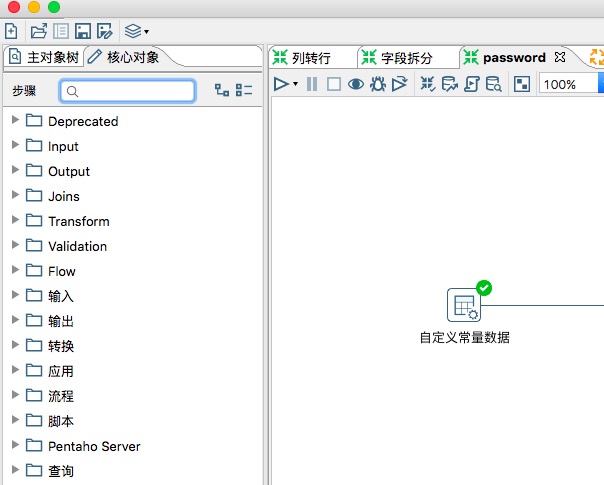 主对象树 核心对象
列转行 字段拆分 password
步骤
100%
Deprecated
Input
Output
Joins
Transform
Validation
Flow
输入
输出
转换
应用
流程
脚本
Pentaho Server
查询
自定义常量数据